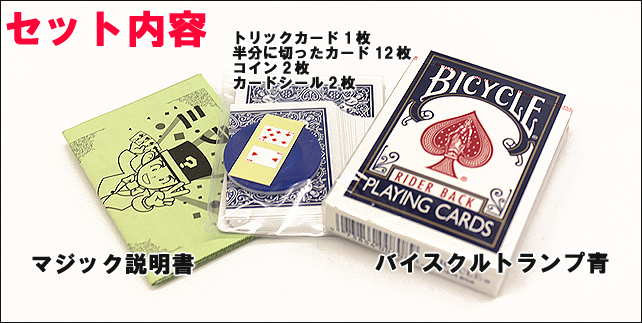 セット内容
トリックカード 1枚
半分に切ったカード 12枚
コイン 2枚
カードシール 2枚
BICYCLE
®
RIDER BACK
PLAYING CARDS
マジック説明書
バイスクルトランプ青